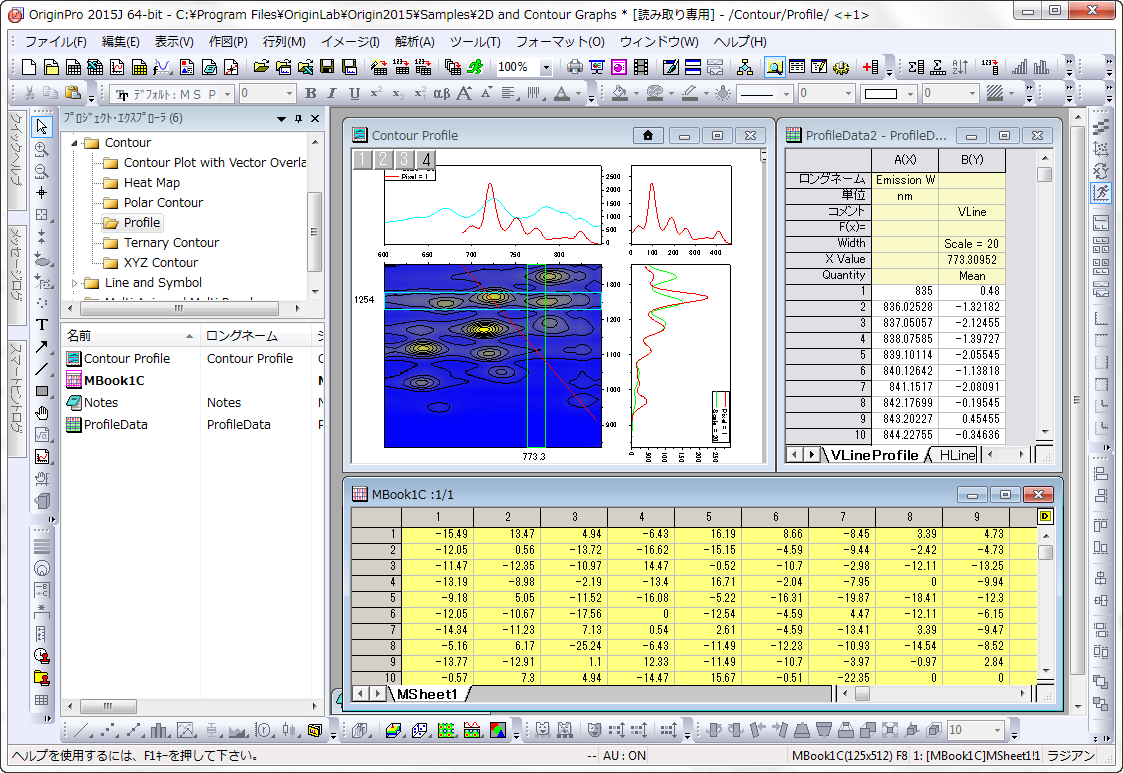 OriginPro 2015J 64-bit - C:¥Program Files¥OriginLab¥Origin2015¥Samples¥2D and Contour Graphs * [読み取り専用] - /Contour/Profile/ <+1>
ファイル(F) 編集(E) 表示(V) 作図(P) 行列(M) イメージ(I) 解析(A) ツール(T) フォーマット(O) ウィンドウ(W) ヘルプ(H)
100%
デフォルト: M S P 0 B I U x² x₂ αβ A A A 0 0
クイックヘルプ
メッセージログ
スマートヒントログ
プロジェクト・エクスプローラ (6)
Contour
Contour Plot with Vector Overla
Heat Map
Polar Contour
Profile
Ternary Contour
XYZ Contour
Line and Symbol
名前 ロングネーム
Contour Profile Contour Profile
MBook1C
Notes Notes
ProfileData ProfileData
Contour Profile
1 2 3 4
Pixel = 1
2500
2000
1500
1000
500
0
600 650 700 750 800 0 100 200 300 400
1254
1300
1200
1100
1000
900
Pixel = 1
Scale = 20
773.3
0 500 1000 1500 2000 2500
ProfileData2 - ProfileD...
A(X) B(Y)
ロングネーム Emission W
単位 nm
コメント VLine
F(x)=
Width Scale = 20
X Value 773.30952
Quantity Mean
1 835 0.48
2 836.02528 -1.32182
3 837.05057 -2.12455
4 838.07585 -1.39727
5 839.10114 -2.05545
6 840.12642 -1.13818
7 841.1517 -2.08091
8 842.17699 -0.19545
9 843.20227 0.45455
10 844.22755 -0.34636
VLineProfile HLine
MBook1C :1/1
1 2 3 4 5 6 7 8 9 D
1 -15.49 13.47 4.94 -6.43 16.19 8.66 -8.45 3.39 4.73
2 -12.05 0.56 -13.72 -16.62 -15.15 -4.59 -9.44 -2.42 -4.73
3 -11.47 -12.35 -10.97 14.47 -0.52 -10.7 -2.98 -12.11 -13.25
4 -13.19 -8.98 -2.19 -13.4 16.71 -2.04 -7.95 0 -9.94
5 -9.18 5.05 -11.52 -16.08 -5.22 -16.31 -19.87 -18.41 -12.3
6 -12.05 -10.67 -17.56 0 -12.54 -4.59 4.47 -12.11 -6.15
7 -14.34 -11.23 7.13 0.54 2.61 -4.59 -13.41 3.39 -9.47
8 -5.16 6.17 -25.24 -6.43 -11.49 -12.23 -10.93 -14.54 -8.52
9 -13.77 -12.91 1.1 12.33 -11.49 -10.7 -3.97 -0.97 2.84
10 -0.57 7.3 4.94 -14.47 15.67 -0.51 -22.35 0 0
MSheet1
10
ヘルプを使用するには、F1キーを押して下さい。 -- AU : ON MBook1C(125x512) F8 1: [MBook1C]MSheet1!1 ラジアン